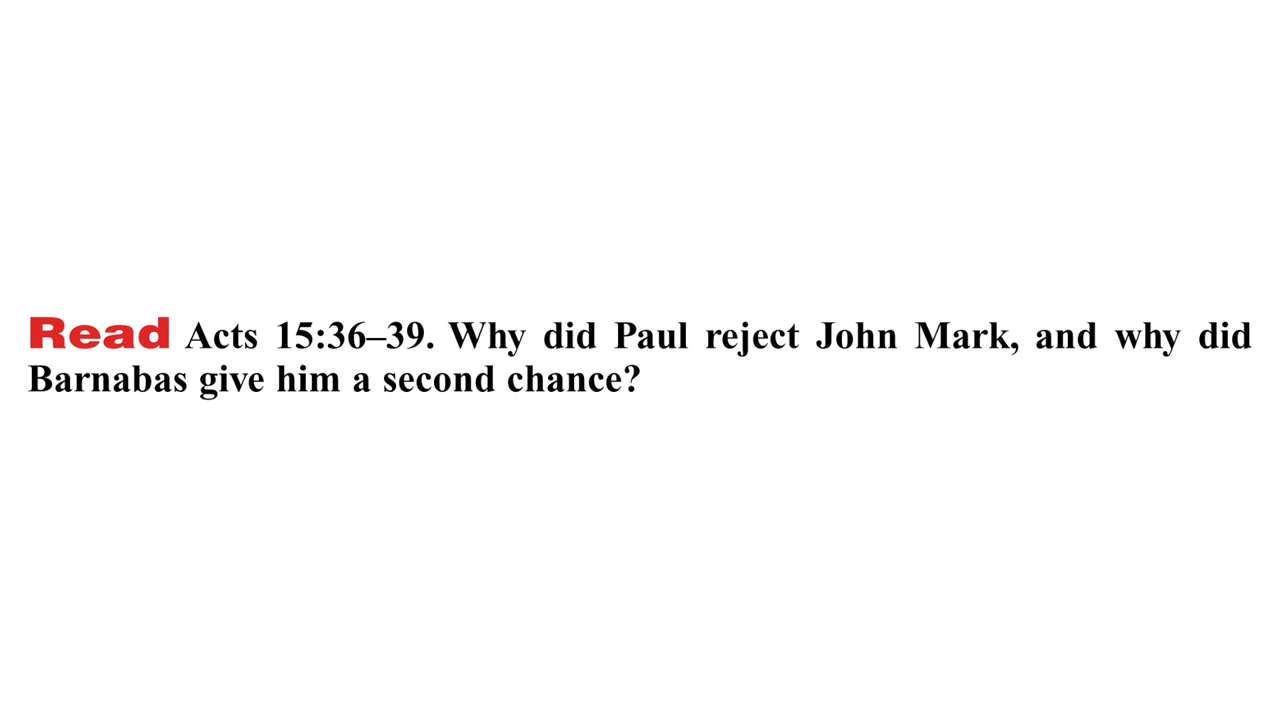 Read Acts 15:36–39. Why did Paul reject John Mark, and why did
Barnabas give him a second chance?